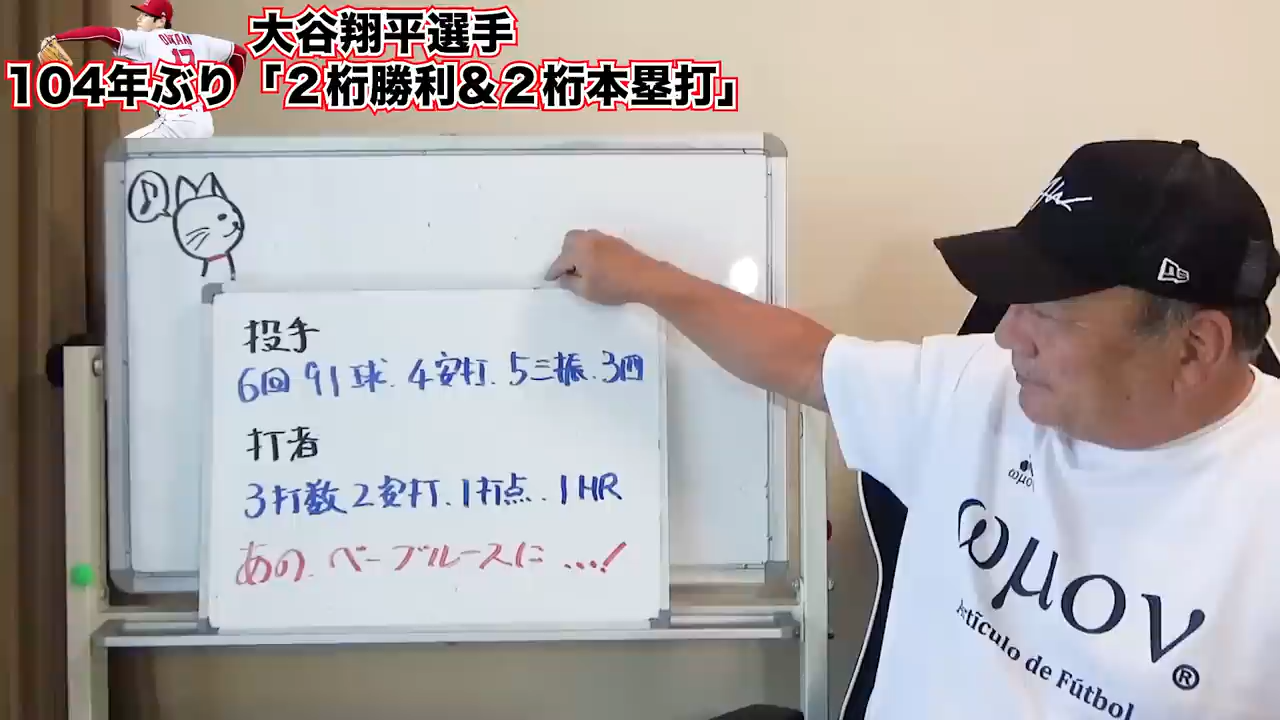 大谷翔平選手
104年ぶり「2桁勝利&2桁本塁打」
投手
6回 91球. 4安打. 5三振. 3四
打者
3打数2安打. 1打点. 1HR
あの. ベーブルースに...!
ωμον
ωμον
®
Artículo de Fútbol